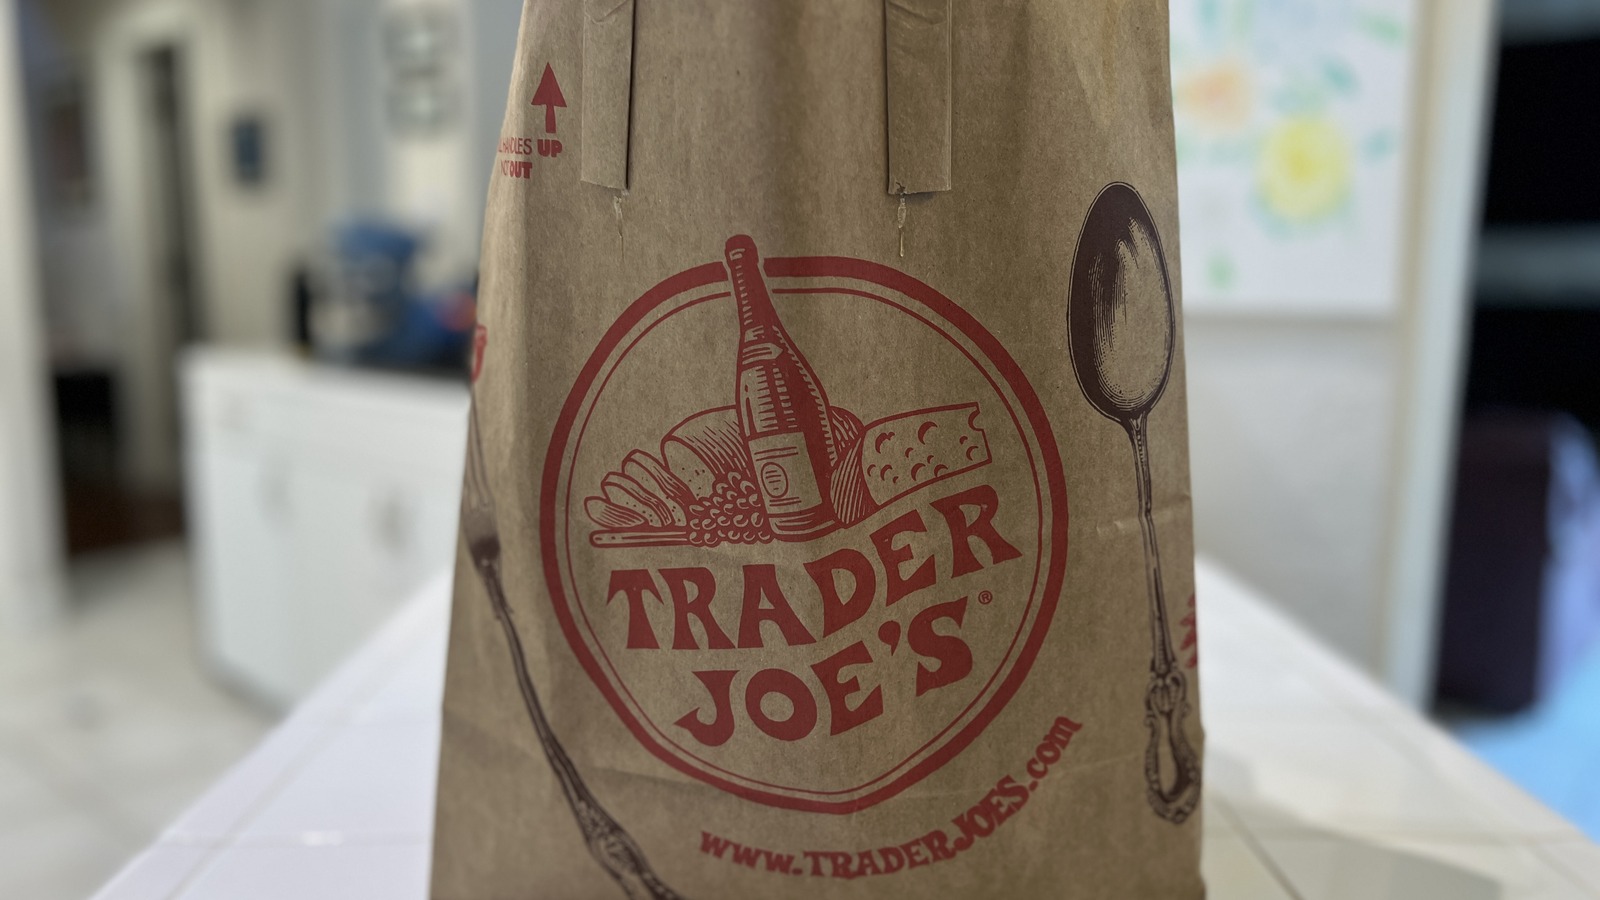 HANDLES UP
NOT OUT
TRADER
JOE'S®
www.TRADERJOES.com